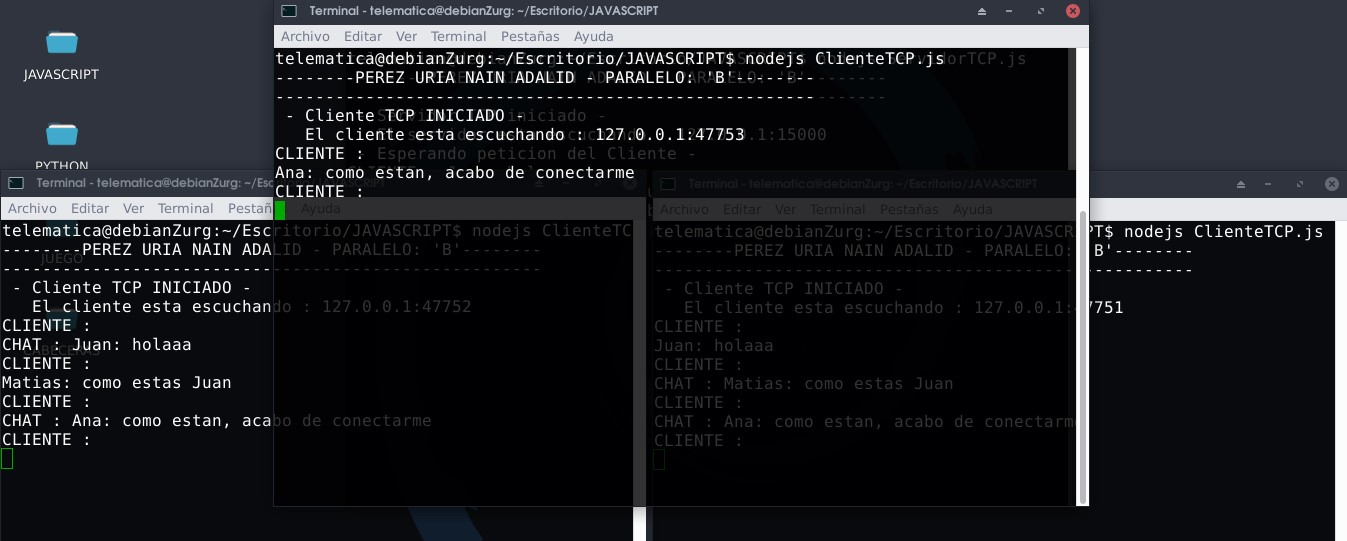 JAVASCRIPT
PYTHON
Terminal - telematica@debianZurg: ~/Escritorio/JAVASCRIPT
Archivo Editar Ver Terminal Pestañas Ayuda
telematica@debianZurg:~/Escritorio/JAVASCRIPT$ nodejs ClienteTCP.js
--------PEREZ URIA NAIN ADALID - PARALELO: 'B'--------
------------------------------------------------------
- Cliente TCP INICIADO -
El cliente esta escuchando : 127.0.0.1:47753
CLIENTE :
Ana: como estan, acabo de conectarme
CLIENTE :
Terminal - telematica@debianZurg: ~/Esc
Archivo Editar Ver Terminal Pestañas Ayuda
telematica@debianZurg:~/Escritorio/JAVASCRIPT$ nodejs ClienteTC
--------PEREZ URIA NAIN ADALID - PARALELO: 'B'--------
------------------------------------------------------
- Cliente TCP INICIADO -
El cliente esta escuchando : 127.0.0.1:47752
CLIENTE :
CHAT : Juan: holaaa
CLIENTE :
Matias: como estas Juan
CLIENTE :
CHAT : Ana: como estan, acabo de conectarme
CLIENTE :
JUEGO
CABECERAS
Terminal - telematica@debianZurg: ~/Escritorio/JAVASCRIPT
Archivo Editar Ver Terminal Pestañas Ayuda
telematica@debianZurg:~/Escritorio/JAVASCRIPT$ nodejs ClienteTCP.js
--------PEREZ URIA NAIN ADALID - PARALELO: 'B'--------
------------------------------------------------------
- Cliente TCP INICIADO -
El cliente esta escuchando : 127.0.0.1:47751
CLIENTE :
Juan: holaaa
CLIENTE :
CHAT : Matias: como estas Juan
CLIENTE :
CHAT : Ana: como estan, acabo de conectarm
CLIENTE :